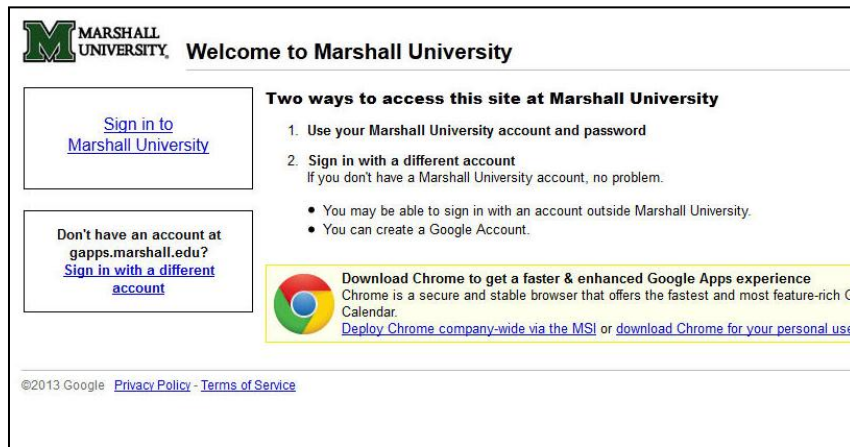 MARSHALL
UNIVERSITY.
Welcome to Marshall University
Sign in to
Marshall University
Don't have an account at
gapps.marshall.edu?
Sign in with a different
account
Two ways to access this site at Marshall University
1. Use your Marshall University account and password
2. Sign in with a different account
If you don't have a Marshall University account, no problem.
● You may be able to sign in with an account outside Marshall University.
● You can create a Google Account.
Download Chrome to get a faster & enhanced Google Apps experience
Chrome is a secure and stable browser that offers the fastest and most feature-rich
Calendar.
Deploy Chrome company-wide via the MSI or download Chrome for your personal use
©2013 Google Privacy Policy - Terms of Service